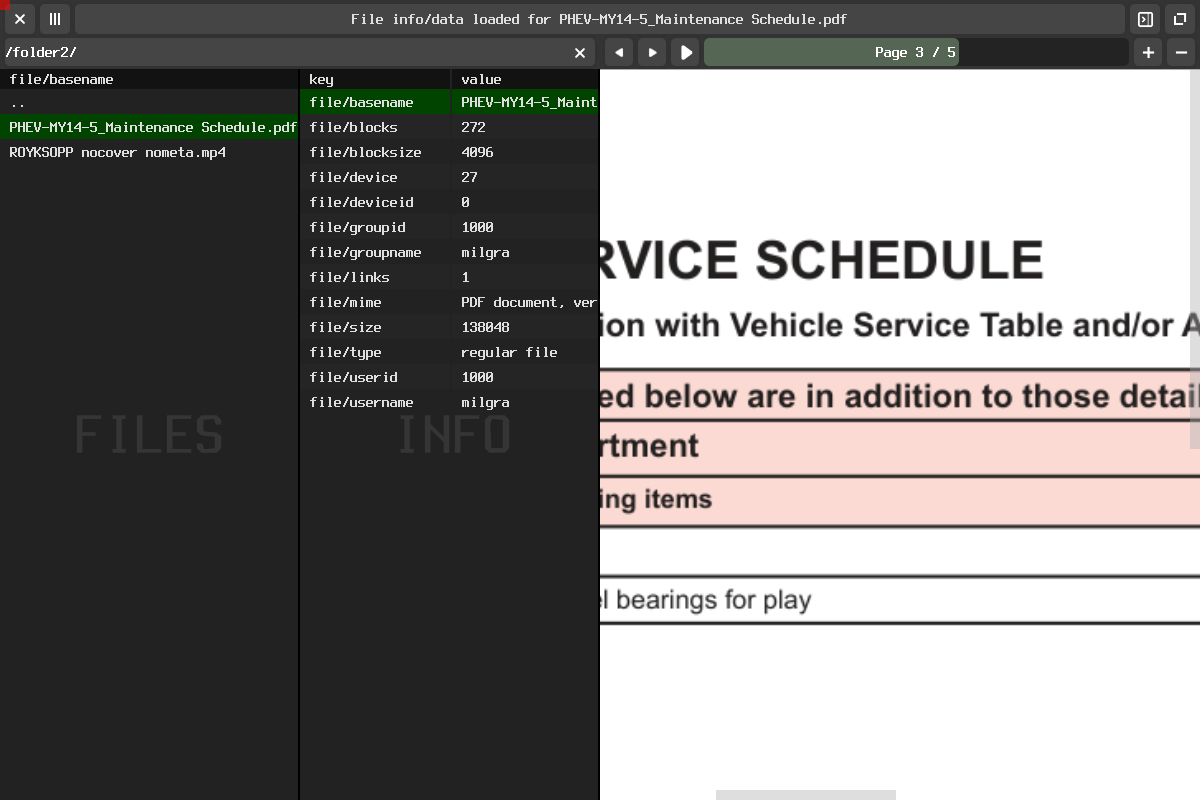 File info/data loaded for PHEV-MY14-5_Maintenance Schedule.pdf
/folder2/
Page 3 / 5
file/basename
..
PHEV-MY14-5_Maintenance Schedule.pdf
ROYKSOPP nocover nometa.mp4
FILES
key value
file/basename PHEV-MY14-5_Maint
file/blocks 272
file/blocksize 4096
file/device 27
file/deviceid 0
file/groupid 1000
file/groupname milgra
file/links 1
file/mime PDF document, ver
file/size 138048
file/type regular file
file/userid 1000
file/username milgra
INFO
RVICE SCHEDULE
ion with Vehicle Service Table and/or A
ed below are in addition to those detail
rtment
ing items
el bearings for play